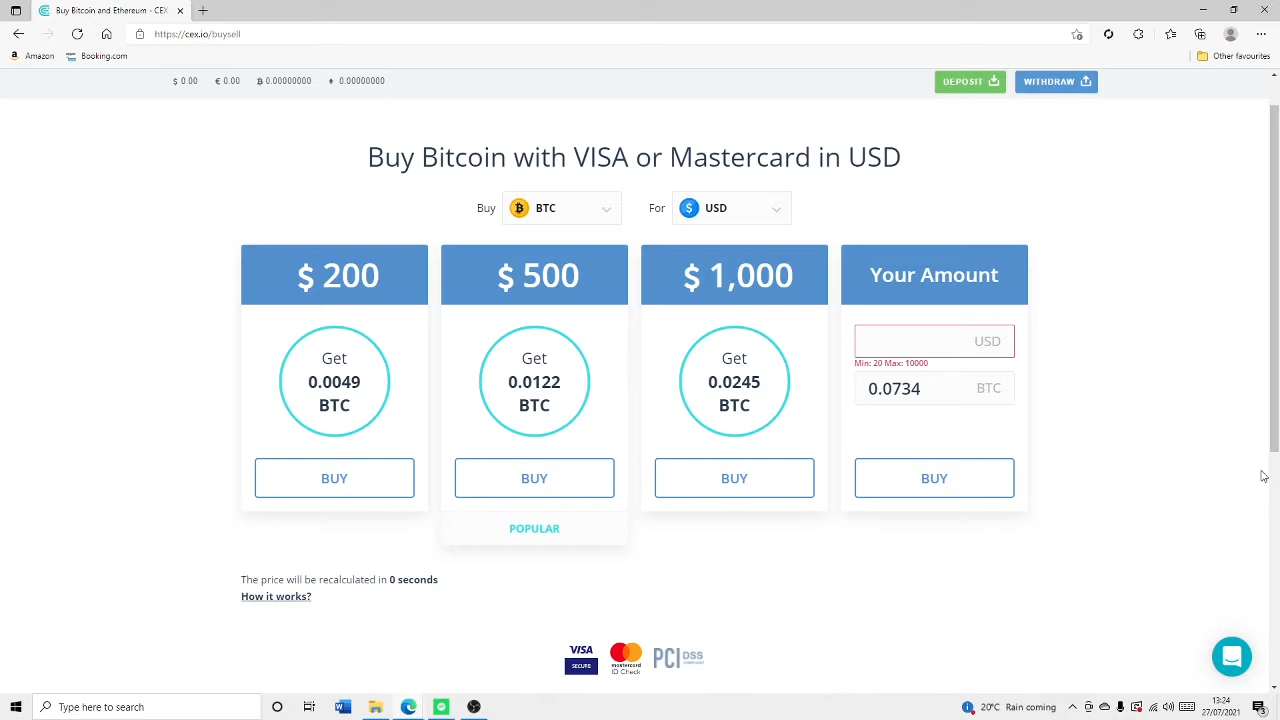 Buy Bitcoin and Ethereum - CEX
https://cex.io/buysell
Amazon
Booking.com
Other favourites
$ 0.00 € 0.00 ₿ 0.00000000 ♦ 0.00000000
DEPOSIT
WITHDRAW
Buy Bitcoin with VISA or Mastercard in USD
Buy
BTC
For
USD
$ 200
Get
0.0049
BTC
BUY
$ 500
Get
0.0122
BTC
BUY
POPULAR
$ 1,000
Get
0.0245
BTC
BUY
Your Amount
USD
Min: 20 Max: 10000
0.0734 BTC
BUY
The price will be recalculated in 0 seconds
How it works?
VISA
SECURE
mastercard
ID Check
PCI DSS
COMPLIANT
Type here to search
20°C Rain coming
13:24
27/07/2021